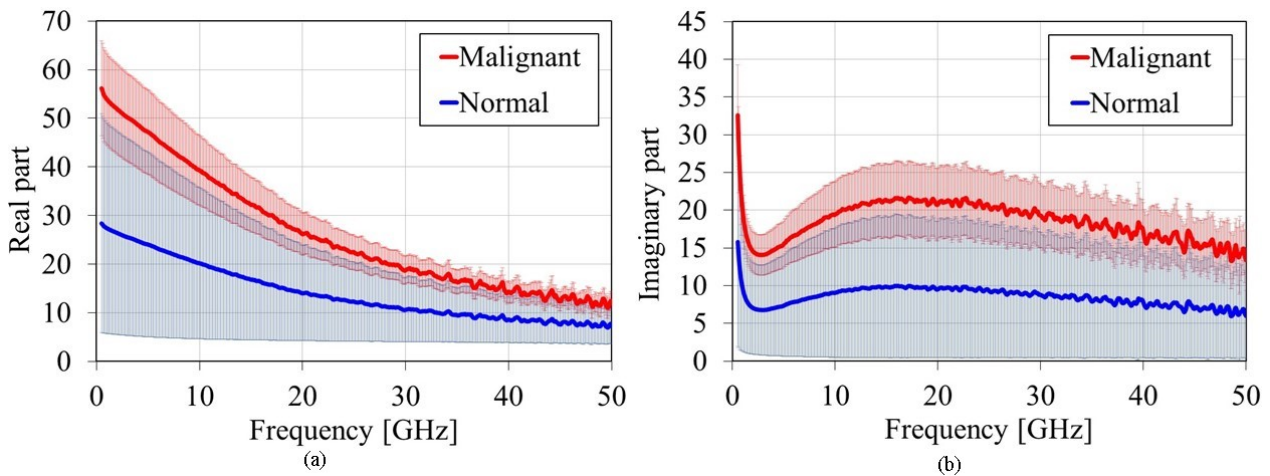 70
60
50
40
30
20
10
0
Real part
Malignant
Normal
0 10 20 30 40 50
Frequency [GHz]
(a)
45
40
35
30
25
20
15
10
5
0
Imaginary part
Malignant
Normal
0 10 20 30 40 50
Frequency [GHz]
(b)